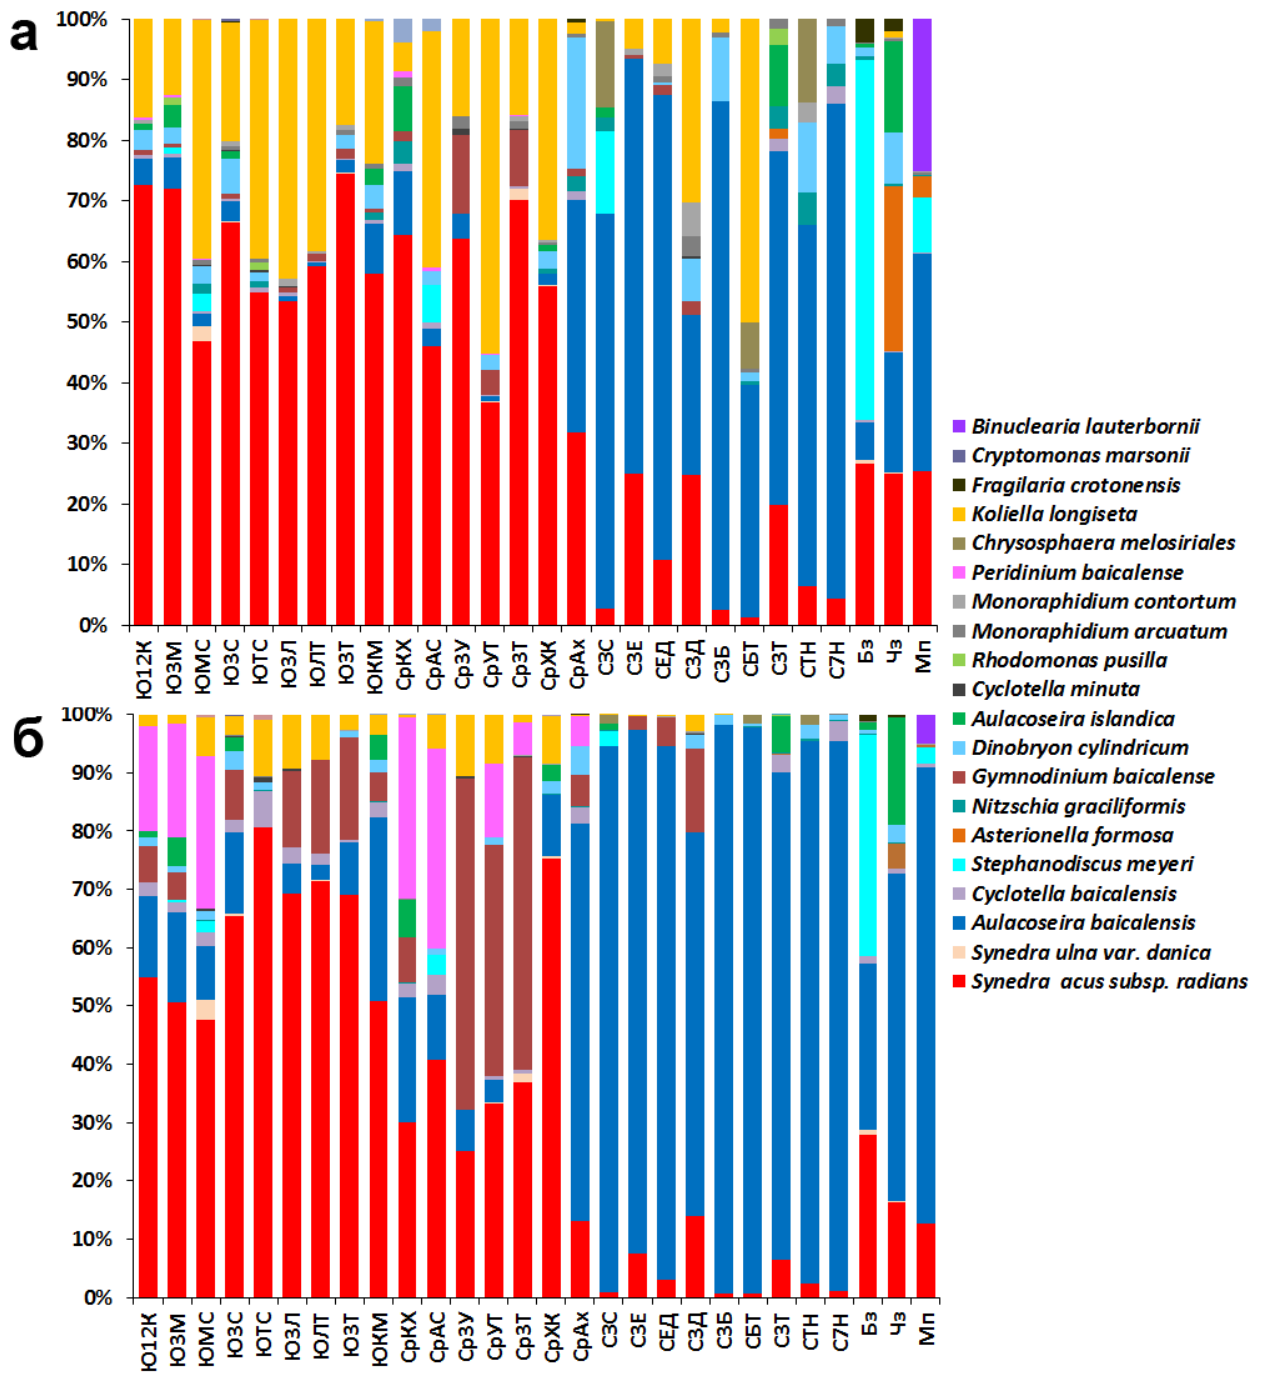 а
100%
90%
80%
70%
60%
50%
40%
30%
20%
10%
0%
Ю12К
ЮЗМ
ЮМС
ЮЗС
ЮТС
ЮЗЛ
ЮЛТ
ЮЗТ
ЮКМ
СрКХ
СрАС
СрЗУ
СрУТ
СрЗТ
СрХК
СрАх
СЗС
СЗЕ
СЕД
СЗД
СЗБ
СБТ
СЗТ
СТН
С7Н
Бз
Чз
Мп
б
100%
90%
80%
70%
60%
50%
40%
30%
20%
10%
0%
Ю12К
ЮЗМ
ЮМС
ЮЗС
ЮТС
ЮЗЛ
ЮЛТ
ЮЗТ
ЮКМ
СрКХ
СрАС
СрЗУ
СрУТ
СрЗТ
СрХК
СрАх
СЗС
СЗЕ
СЕД
СЗД
СЗБ
СБТ
СЗТ
СТН
С7Н
Бз
Чз
Мп
Binuclearia lauterbornii
Cryptomonas marsonii
Fragilaria crotonensis
Koliella longiseta
Chrysosphaera melosiriales
Peridinium baicalense
Monoraphidium contortum
Monoraphidium arcuatum
Rhodomonas pusilla
Cyclotella minuta
Aulacoseira islandica
Dinobryon cylindricum
Gymnodinium baicalense
Nitzschia graciliformis
Asterionella formosa
Stephanodiscus meyeri
Cyclotella baicalensis
Aulacoseira baicalensis
Synedra ulna var. danica
Synedra acus subsp. radians